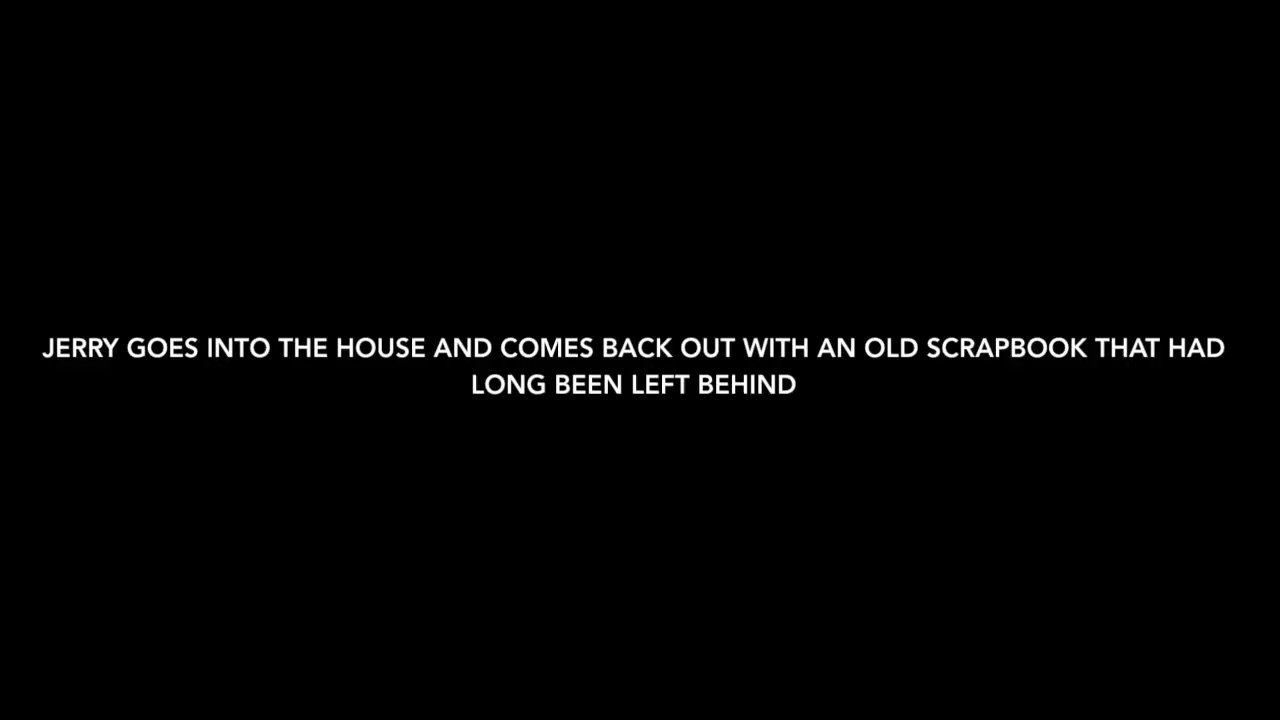 JERRY GOES INTO THE HOUSE AND COMES BACK OUT WITH AN OLD SCRAPBOOK THAT HAD
LONG BEEN LEFT BEHIND